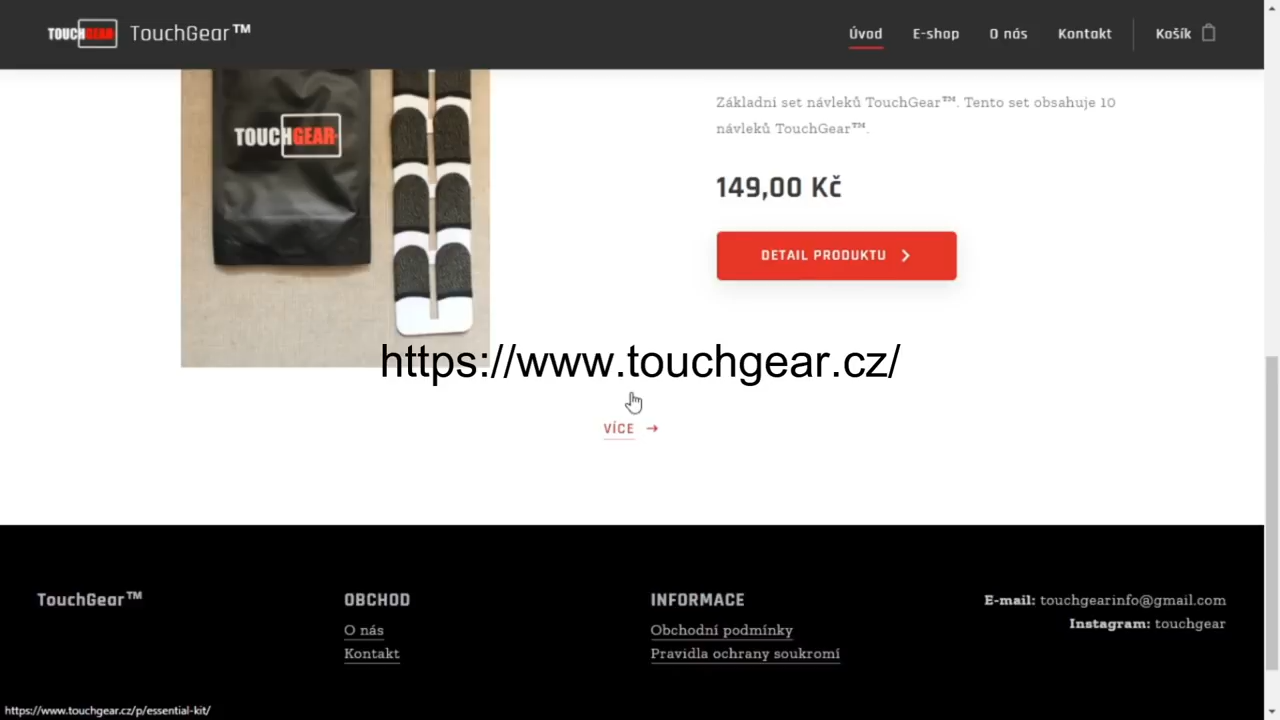 TOUCHGEAR TouchGear™
Úvod E-shop O nás Kontakt Košík
TOUCHGEAR
Základní set návleků TouchGear™. Tento set obsahuje 10
návleků TouchGear™.
149,00 Kč
DETAIL PRODUKTU
https://www.touchgear.cz/
VÍCE →
TouchGear™
OBCHOD
O nás
Kontakt
INFORMACE
Obchodní podmínky
Pravidla ochrany soukromí
E-mail: touchgearinfo@gmail.com
Instagram: touchgear
https://www.touchgear.cz/p/essential-kit/